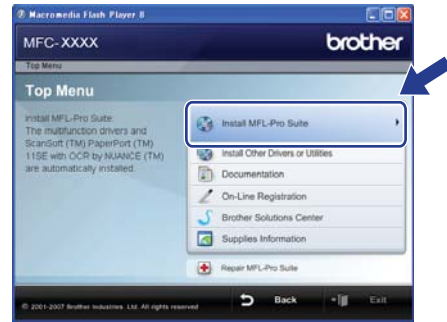 Macromedia Flash Player 8
MFC-XXXX
brother
Top Menu
Top Menu
Install MFL-Pro Suite:
The multifunction drivers and
ScanSoft (TM) PaperPort (TM)
11SE with OCR by NUANCE (TM)
are automatically installed.
Install MFL-Pro Suite
Install Other Drivers or Utilities
Documentation
On-Line Registration
Brother Solutions Center
Supplies Information
Repair MFL-Pro Suite
© 2001-2007 Brother Industries, Ltd. All rights reserved
Back
Exit